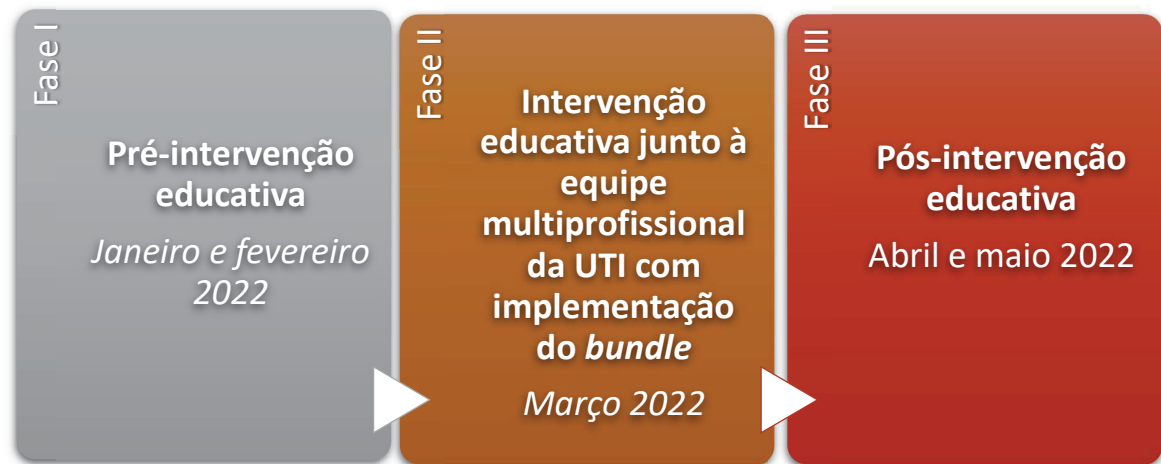 Fase I
Pré-intervenção
educativa
Janeiro e fevereiro
2022
Fase II
Intervenção
educativa junto à
equipe
multiprofissional
da UTI com
implementação
do bundle
Março 2022
Fase III
Pós-intervenção
educativa
Abril e maio 2022